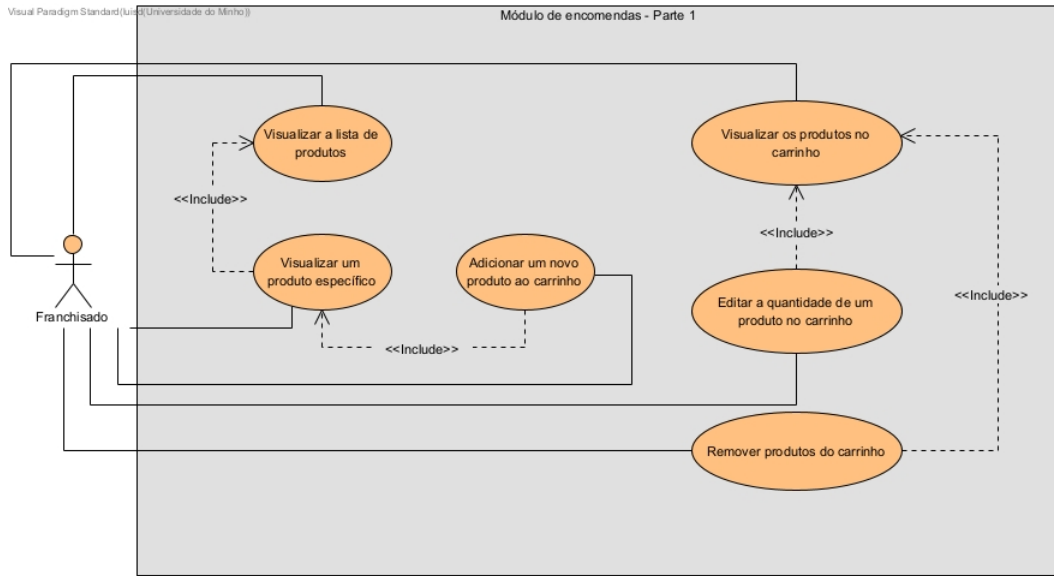 Visual Paradigm Standard(luisd(Universidade do Minho))
Módulo de encomendas - Parte 1
Visualizar a lista de
produtos
Visualizar os produtos no
carrinho
<<Include>>
<<Include>>
Visualizar um
produto específico
Adicionar um novo
produto ao carrinho
Editar a quantidade de um
produto no carrinho
<<Include>>
Franchisado
<<Include>>
Remover produtos do carrinho